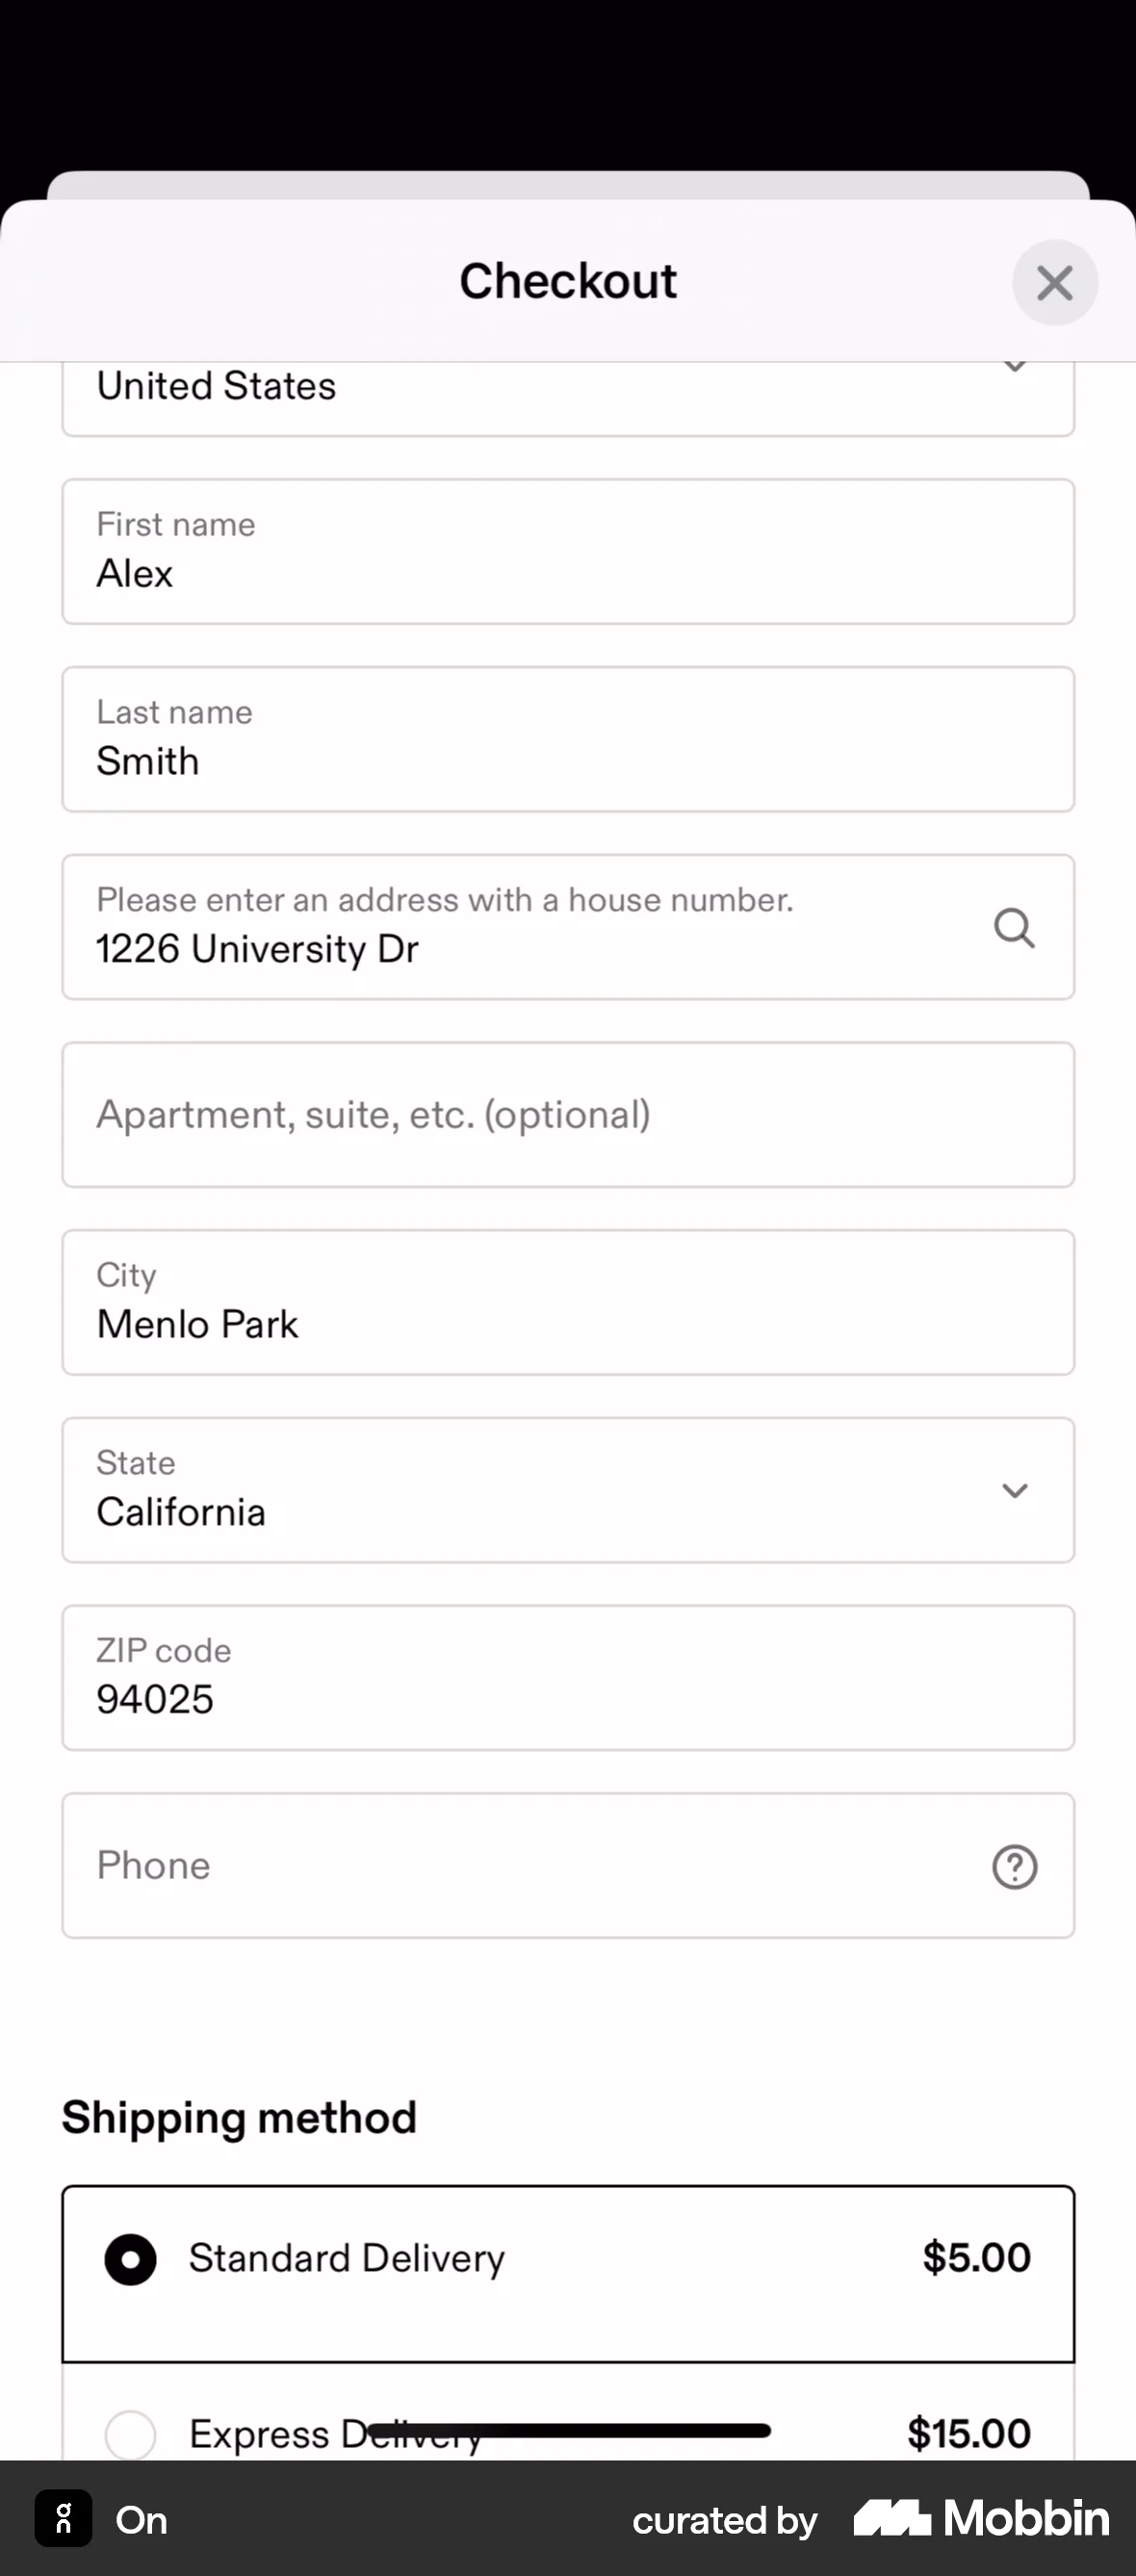 Checkout
United States
First name
Alex
Last name
Smith
Please enter an address with a house number.
1226 University Dr
Apartment, suite, etc. (optional)
City
Menlo Park
State
California
ZIP code
94025
Phone
Shipping method
Standard Delivery $5.00
Express Delivery $15.00
On curated by Mobbin